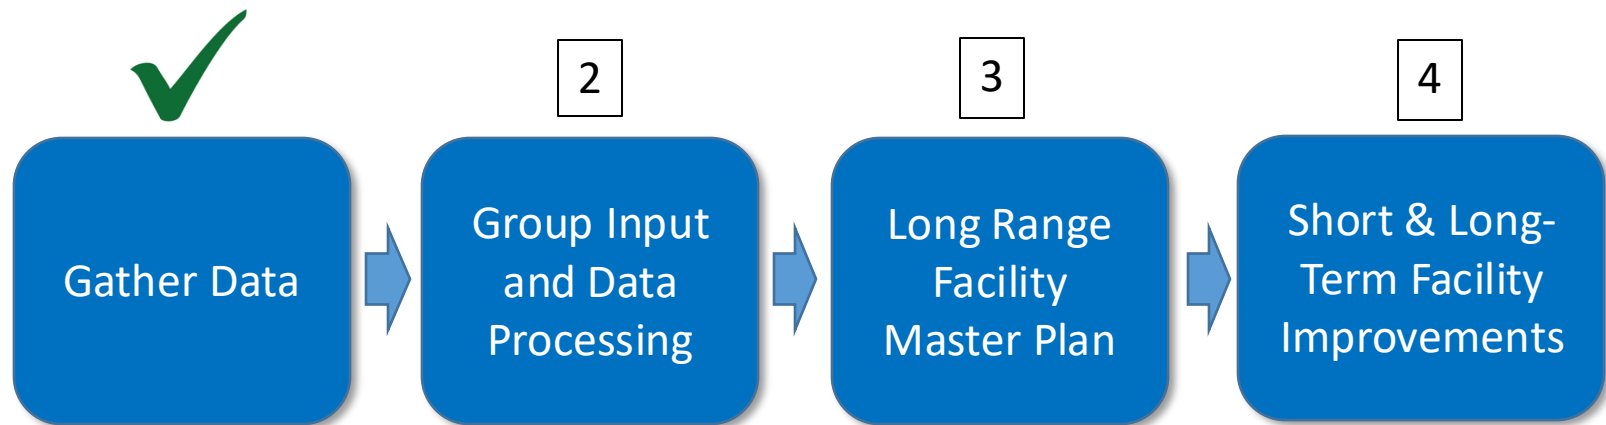 2
3
4
Gather Data
Group Input
and Data
Processing
Long Range
Facility
Master Plan
Short & Long-
Term Facility
Improvements